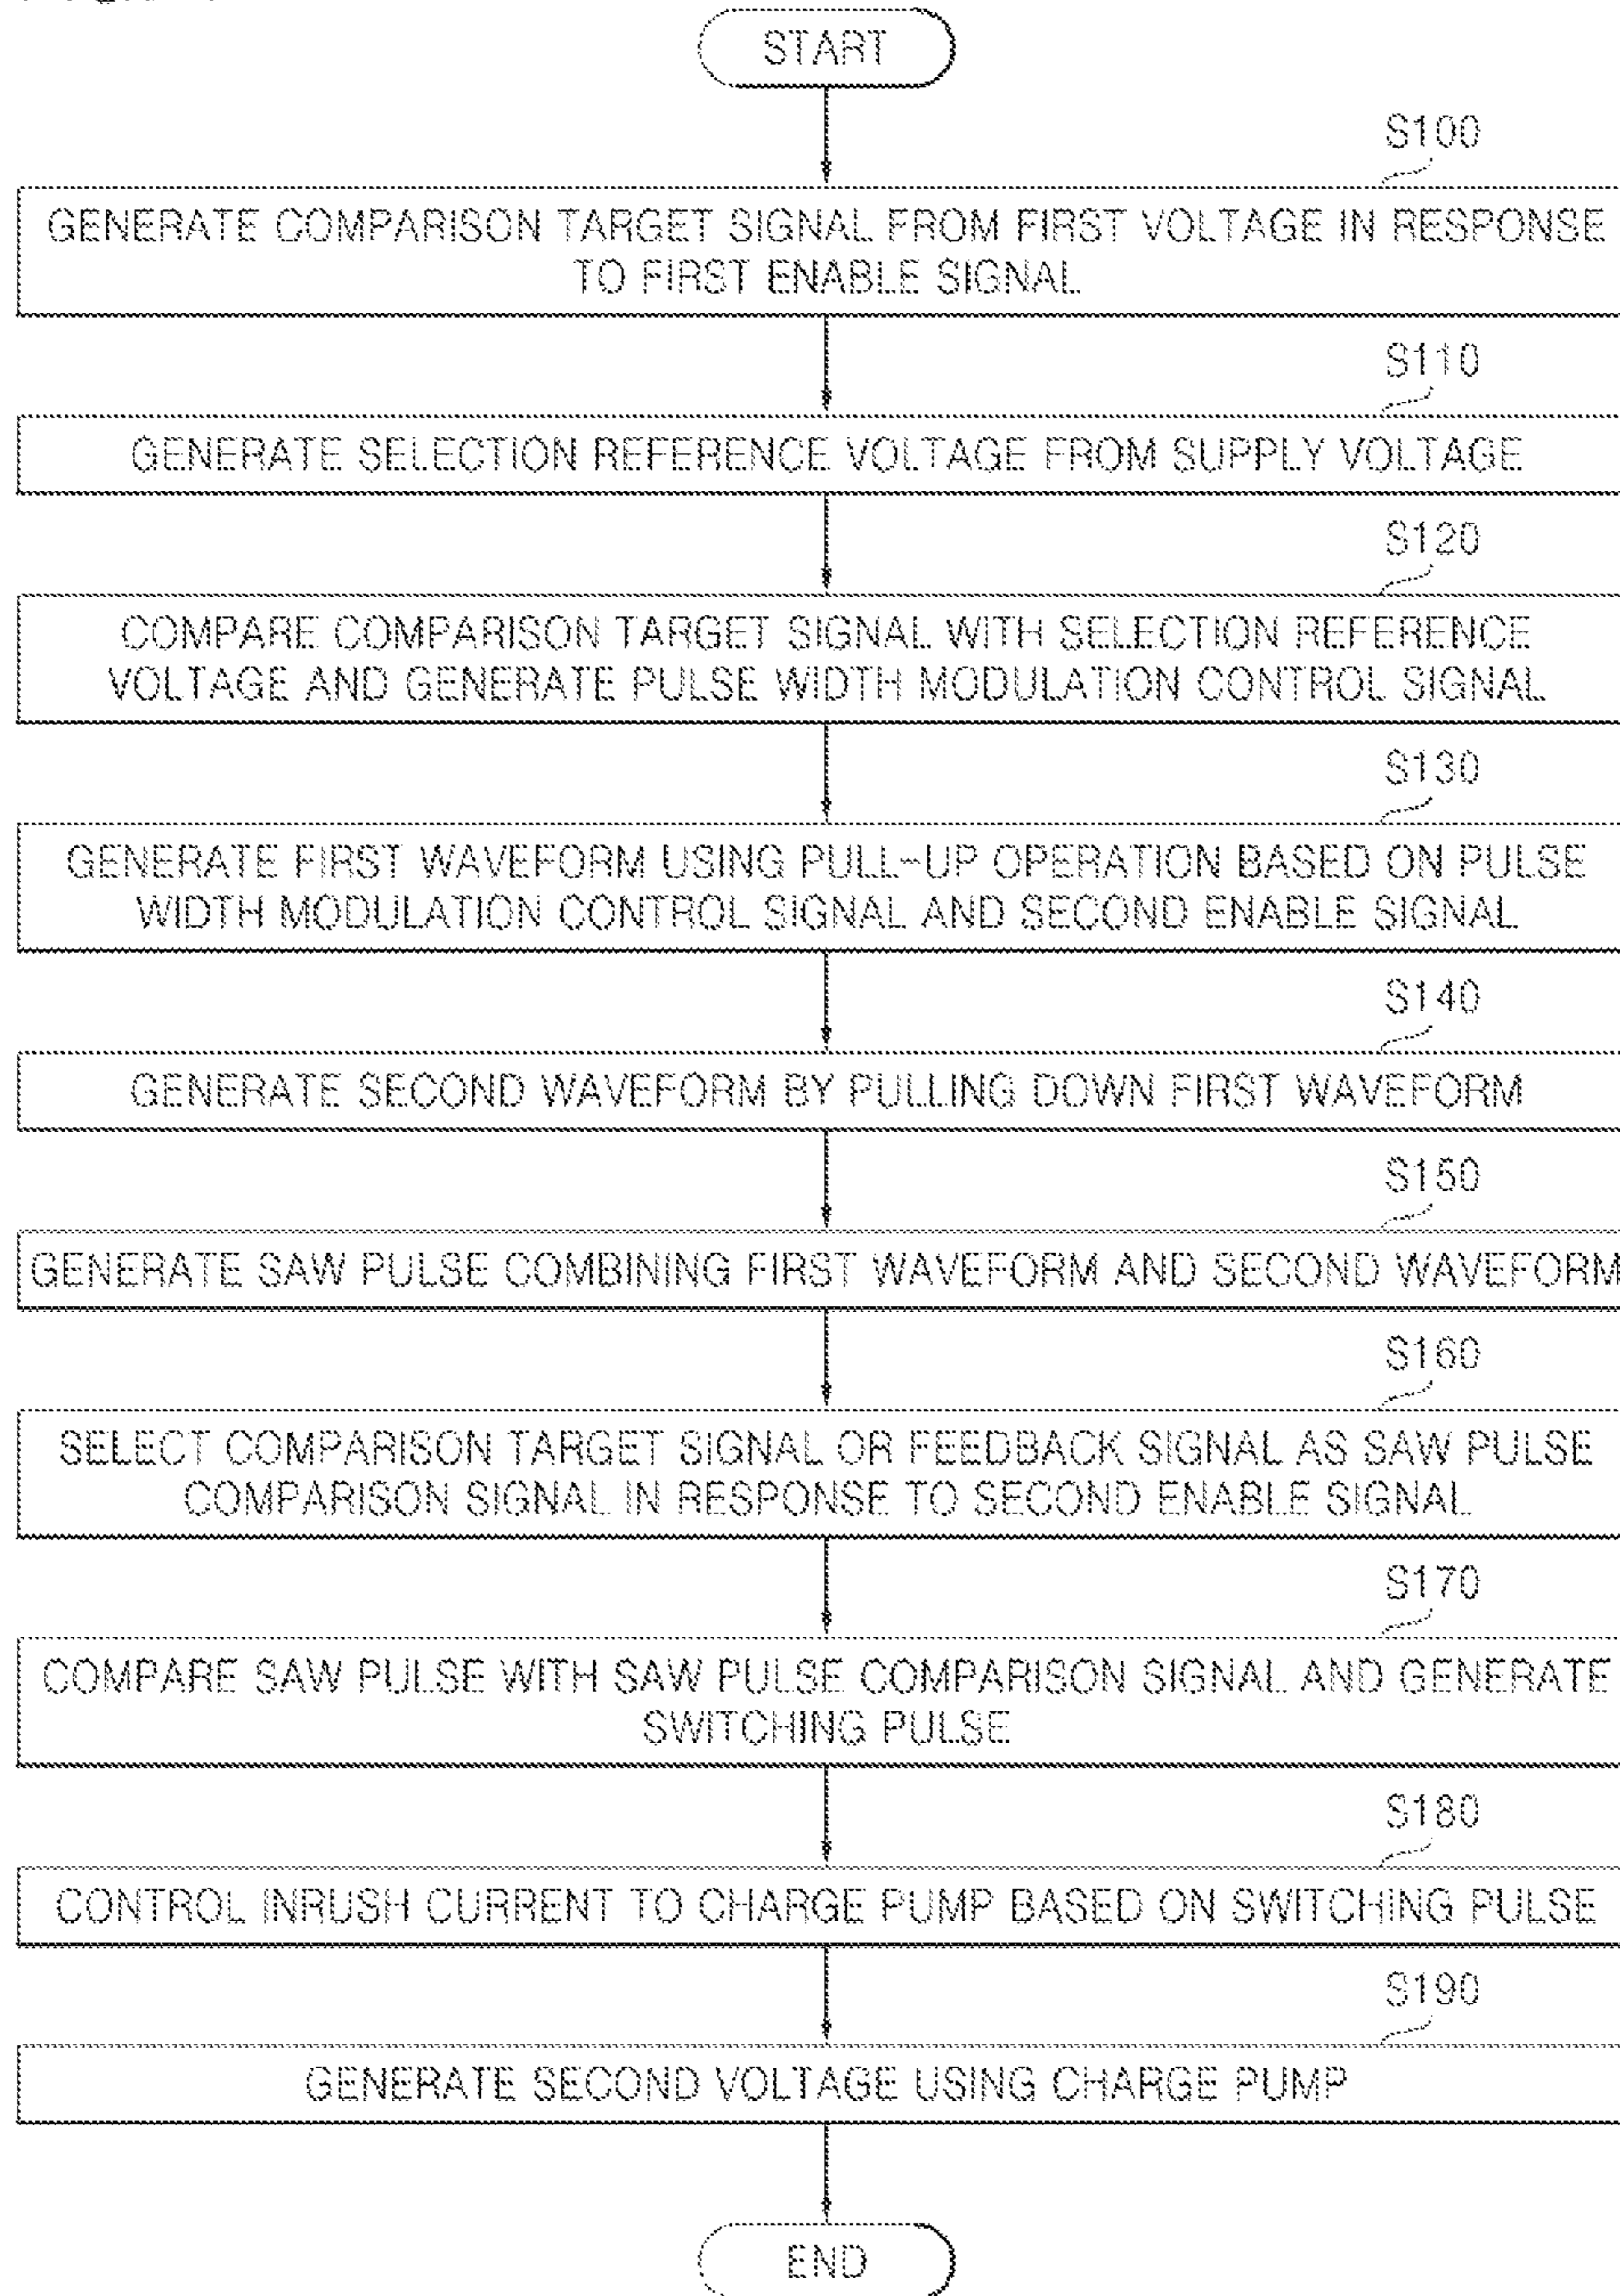 START
S100
GENERATE COMPARISON TARGET SIGNAL FROM FIRST VOLTAGE IN RESPONSE
TO FIRST ENABLE SIGNAL
S110
GENERATE SELECTION REFERENCE VOLTAGE FROM SUPPLY VOLTAGE
S120
COMPARE COMPARISON TARGET SIGNAL WITH SELECTION REFERENCE
VOLTAGE AND GENERATE PULSE WIDTH MODULATION CONTROL SIGNAL
S130
GENERATE FIRST WAVEFORM USING PULL-UP OPERATION BASED ON PULSE
WIDTH MODULATION CONTROL SIGNAL AND SECOND ENABLE SIGNAL
S140
GENERATE SECOND WAVEFORM BY PULLING DOWN FIRST WAVEFORM
S150
GENERATE SAW PULSE COMBINING FIRST WAVEFORM AND SECOND WAVEFORM
S160
SELECT COMPARISON TARGET SIGNAL OR FEEDBACK SIGNAL AS SAW PULSE
COMPARISON SIGNAL IN RESPONSE TO SECOND ENABLE SIGNAL
S170
COMPARE SAW PULSE WITH SAW PULSE COMPARISON SIGNAL AND GENERATE
SWITCHING PULSE
S180
CONTROL INRUSH CURRENT TO CHARGE PUMP BASED ON SWITCHING PULSE
S190
GENERATE SECOND VOLTAGE USING CHARGE PUMP
END